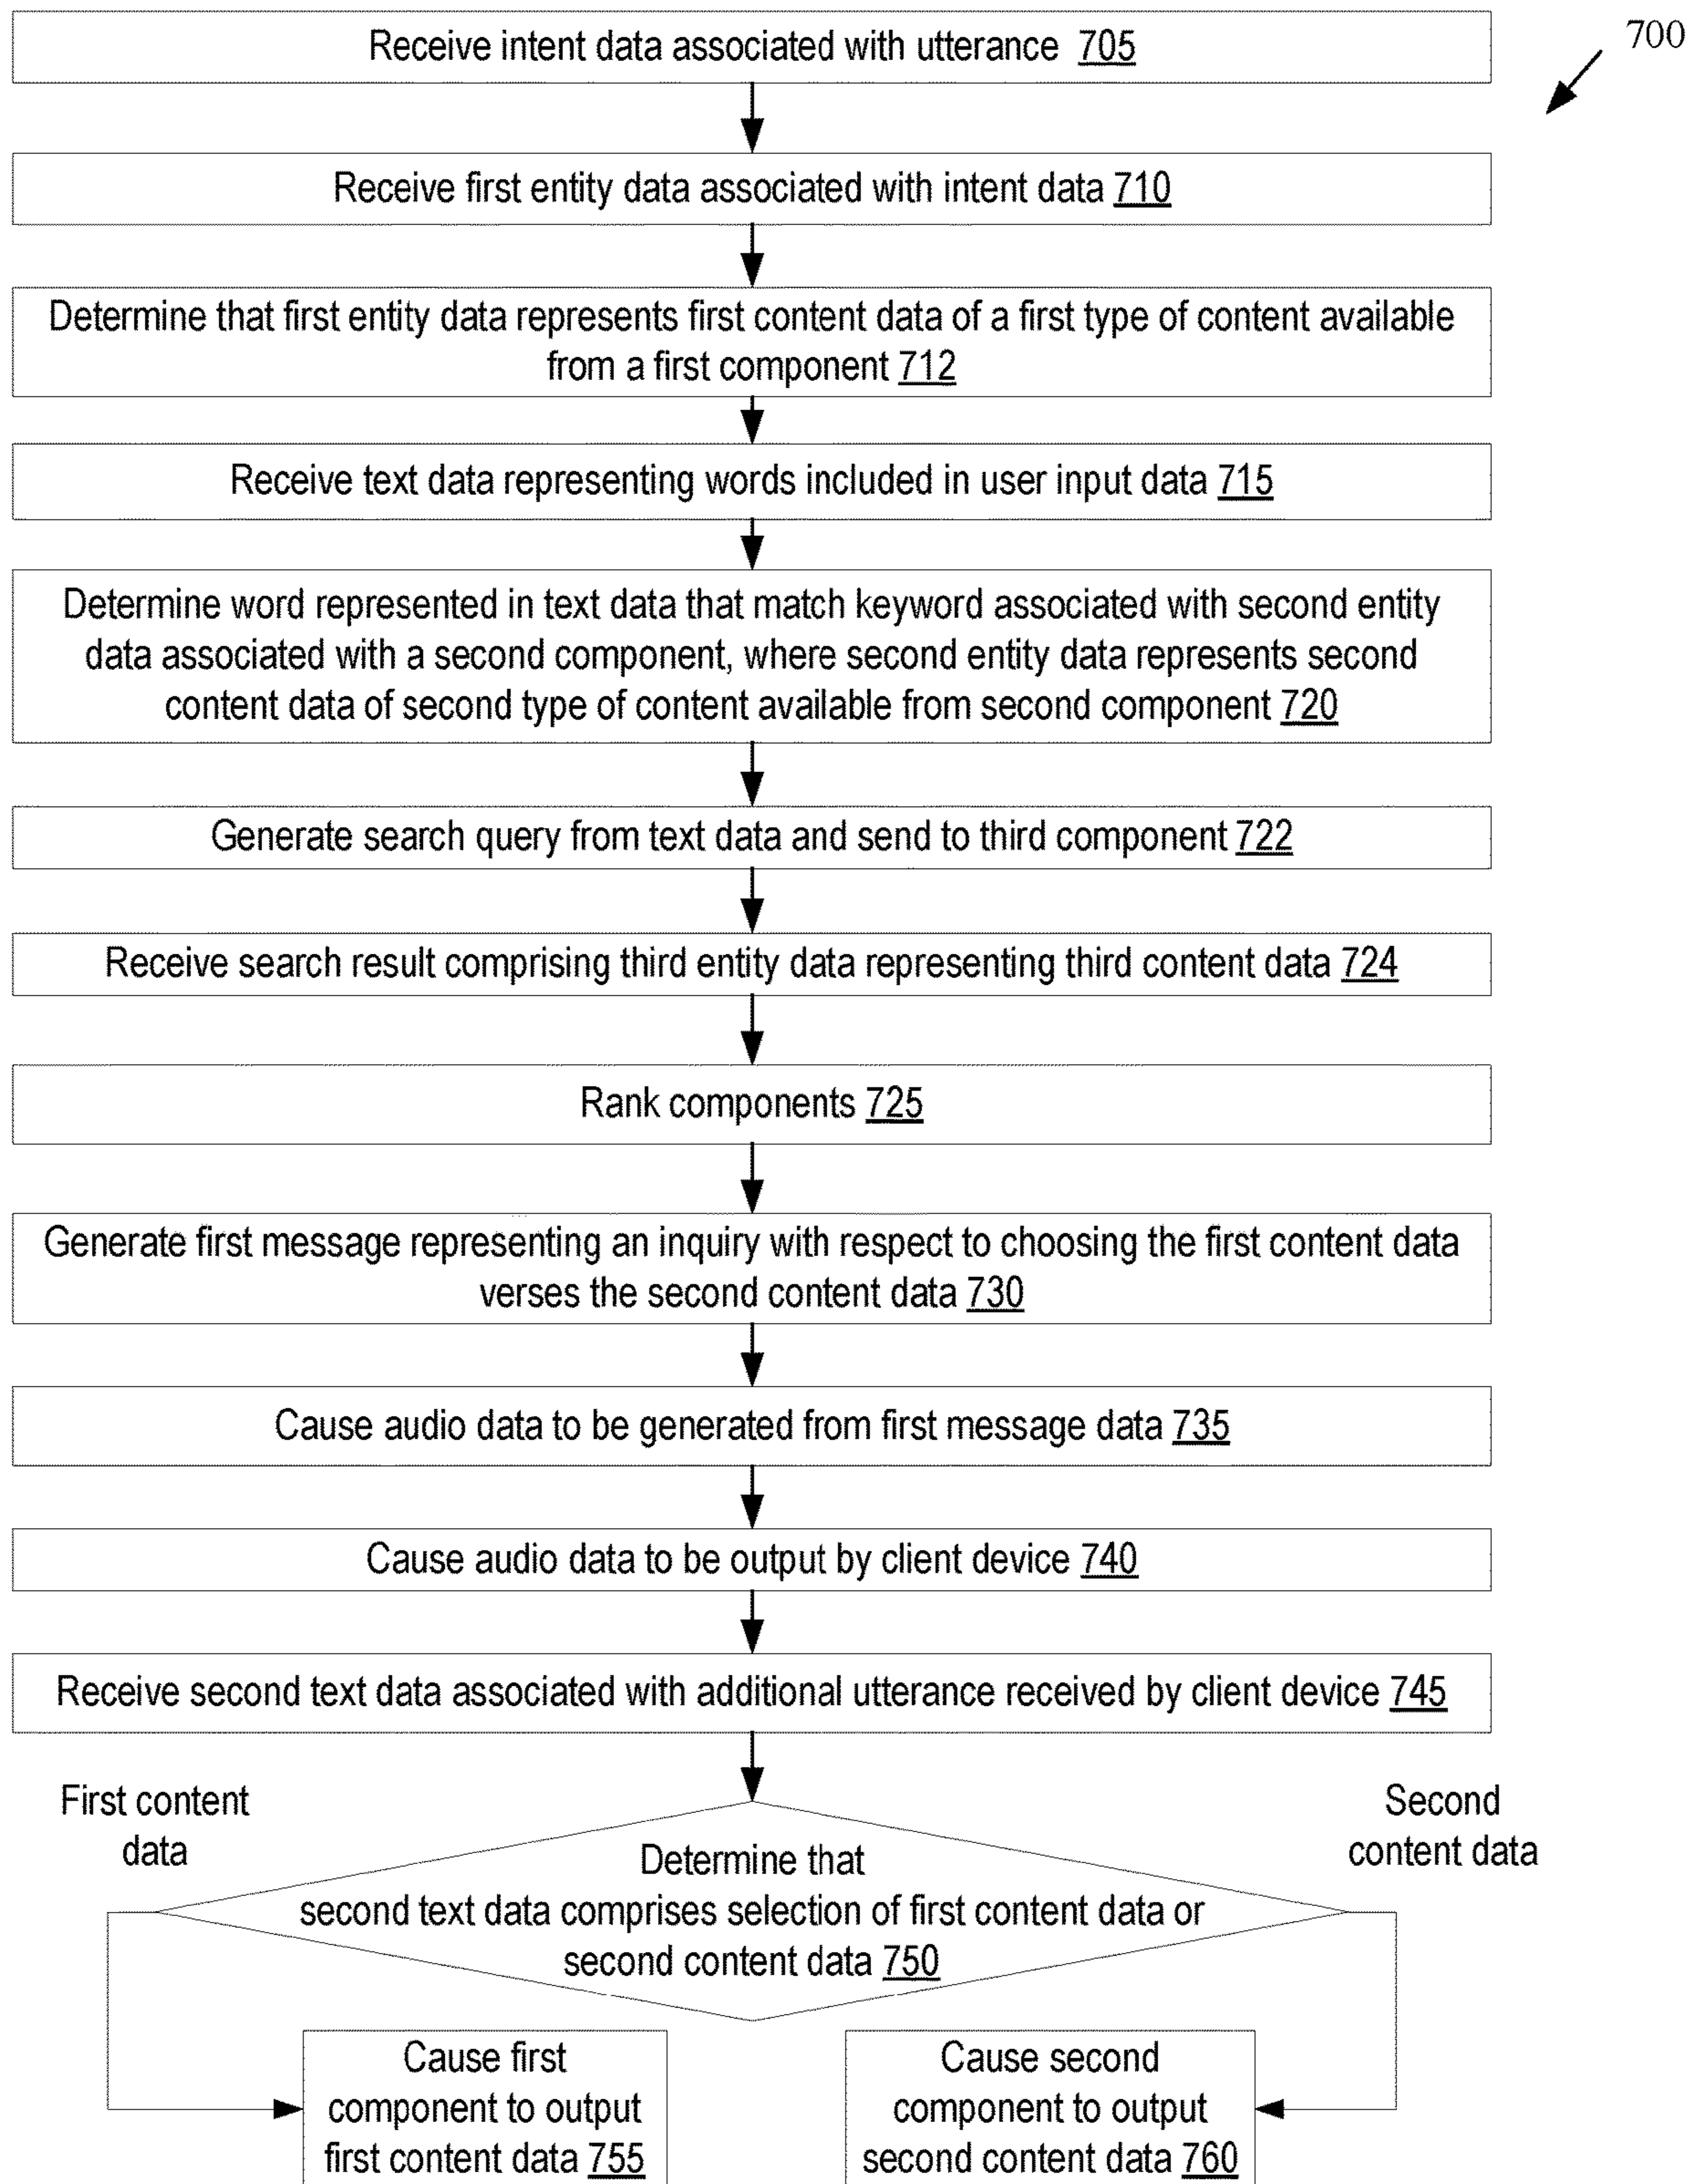 Receive intent data associated with utterance 705
700
Receive first entity data associated with intent data 710
Determine that first entity data represents first content data of a first type of content available
from a first component 712
Receive text data representing words included in user input data 715
Determine word represented in text data that match keyword associated with second entity
data associated with a second component, where second entity data represents second
content data of second type of content available from second component 720
Generate search query from text data and send to third component 722
Receive search result comprising third entity data representing third content data 724
Rank components 725
Generate first message representing an inquiry with respect to choosing the first content data
verses the second content data 730
Cause audio data to be generated from first message data 735
Cause audio data to be output by client device 740
Receive second text data associated with additional utterance received by client device 745
First content
data
Second
content data
Determine that
second text data comprises selection of first content data or
second content data 750
Cause first
component to output
first content data 755
Cause second
component to output
second content data 760